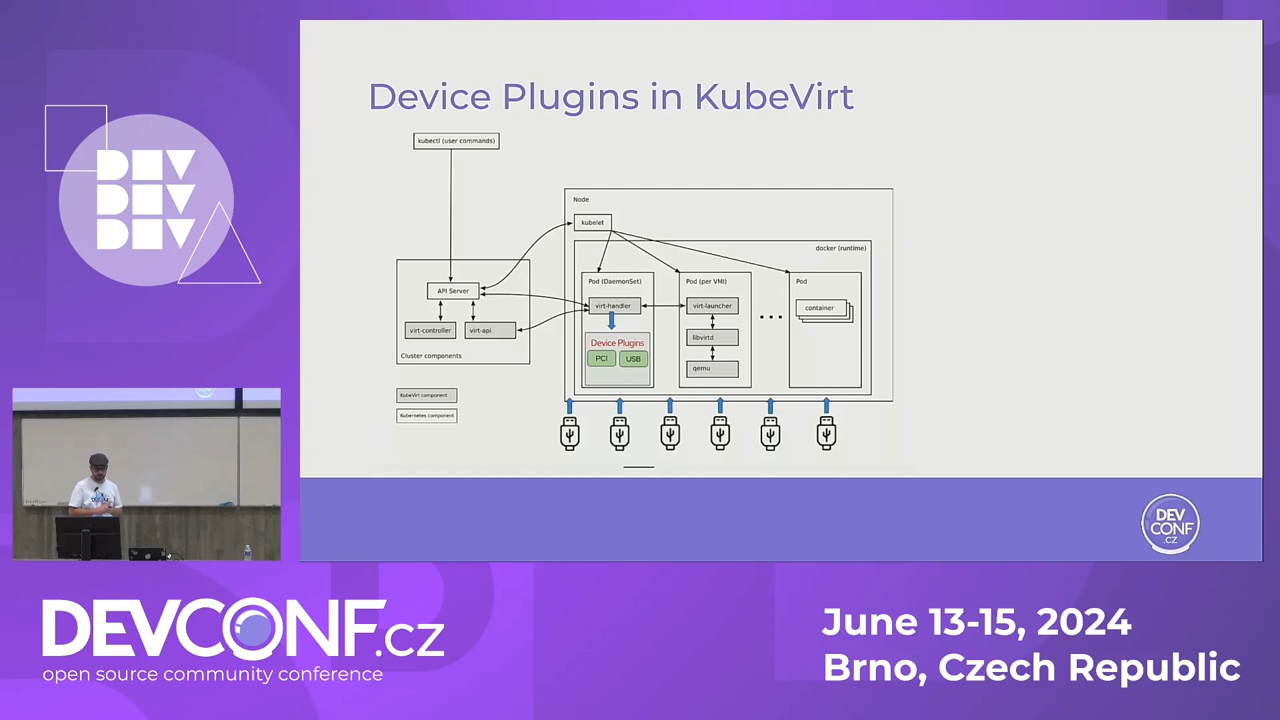 Device Plugins in KubeVirt
kubectl (user commands)
Node
kubelet
docker (runtime)
Pod (DaemonSet)
Pod (per VMI)
Pod
API Server
virt-handler
virt-launcher
container
virt-controller
virt-api
libvirtd
Device Plugins
PCI
USB
qemu
Cluster components
KubeVirt component
Kubernetes component
DEV
DEV
DEV
DEV
CONF
.CZ
DEVCONF.cz
open source community conference
June 13-15, 2024
Brno, Czech Republic